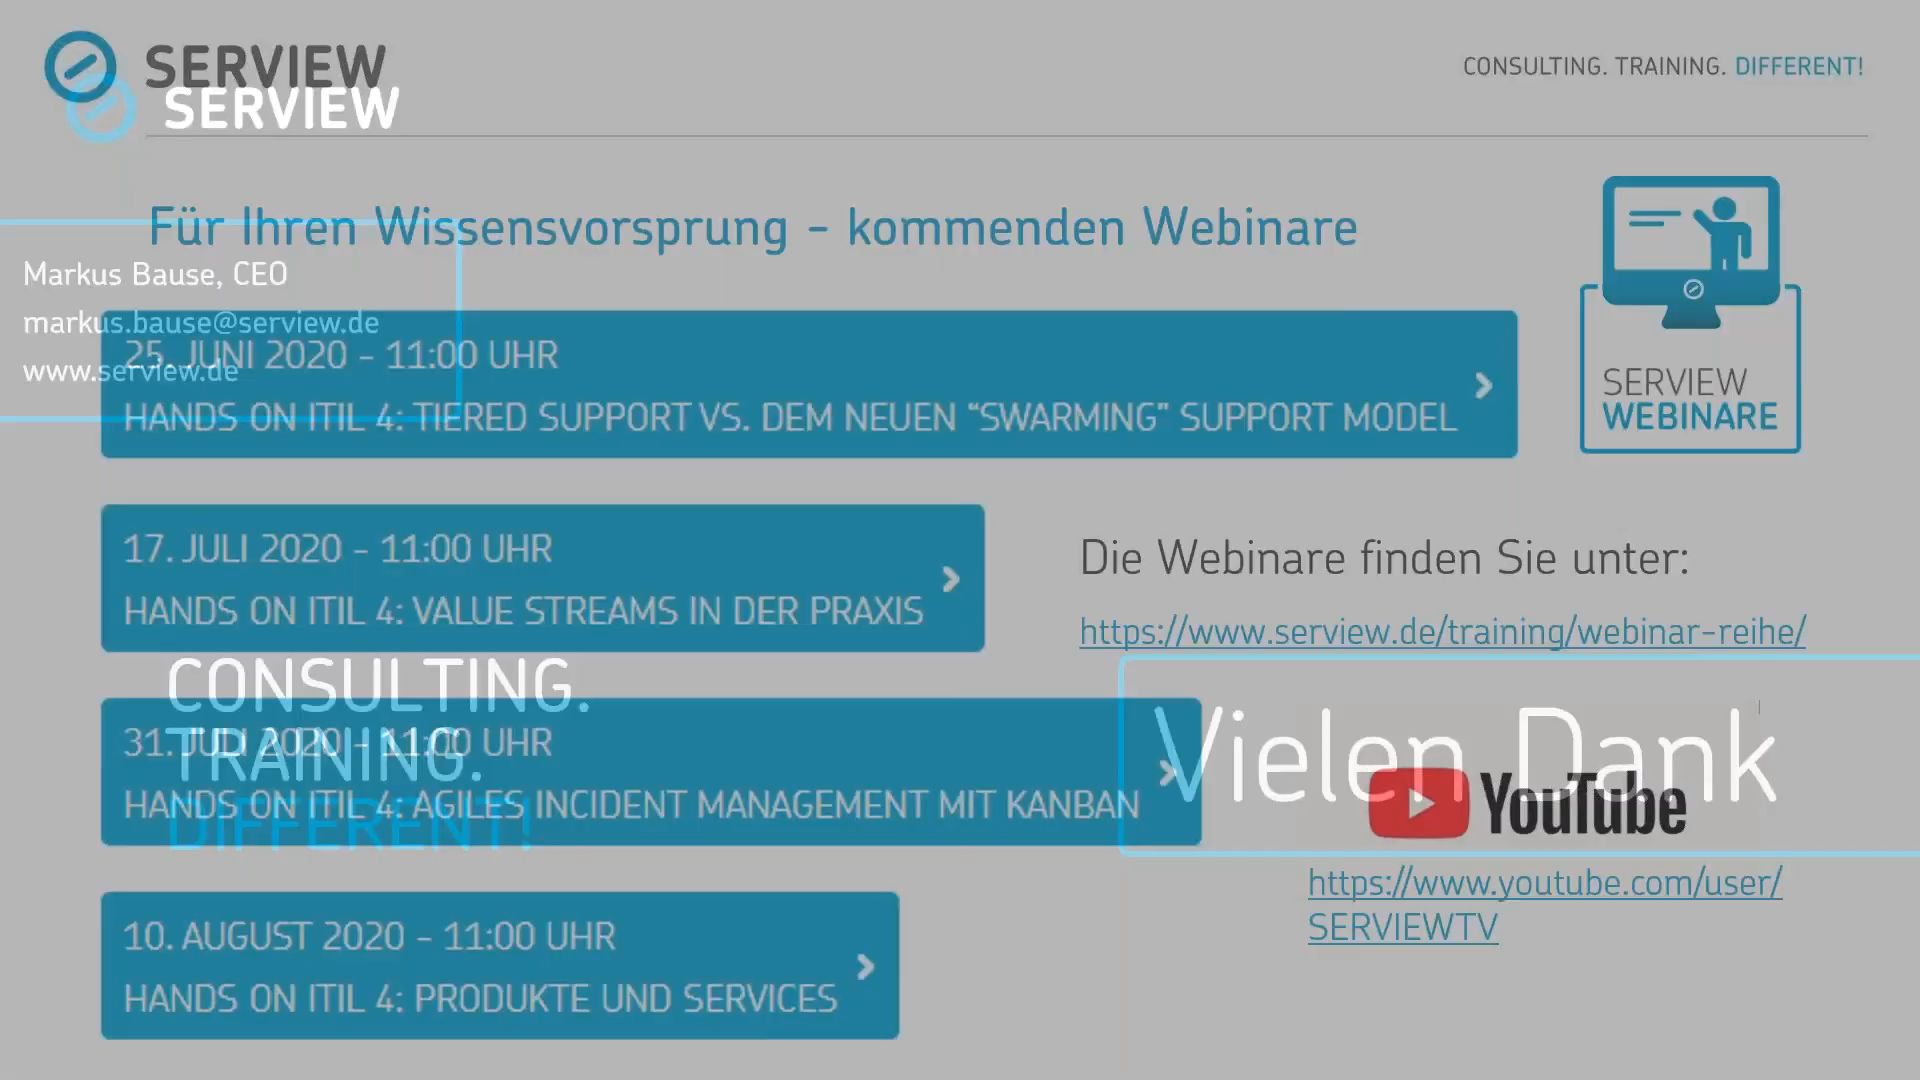 SERVIEW
SERVIEW
CONSULTING. TRAINING. DIFFERENT!
Für Ihren Wissensvorsprung - kommenden Webinare
Markus Bause, CEO
markus.bause@serview.de
www.serview.de
25. JUNI 2020 - 11:00 UHR
HANDS ON ITIL 4: TIERED SUPPORT VS. DEM NEUEN “SWARMING” SUPPORT MODEL
SERVIEW
WEBINARE
17. JULI 2020 - 11:00 UHR
HANDS ON ITIL 4: VALUE STREAMS IN DER PRAXIS
Die Webinare finden Sie unter:
https://www.serview.de/training/webinar-reihe/
CONSULTING.
TRAINING.
DIFFERENT!
31. JULI 2020 - 11:00 UHR
HANDS ON ITIL 4: AGILES INCIDENT MANAGEMENT MIT KANBAN
Vielen Dank
YouTube
https://www.youtube.com/user/
SERVIEWTV
10. AUGUST 2020 - 11:00 UHR
HANDS ON ITIL 4: PRODUKTE UND SERVICES